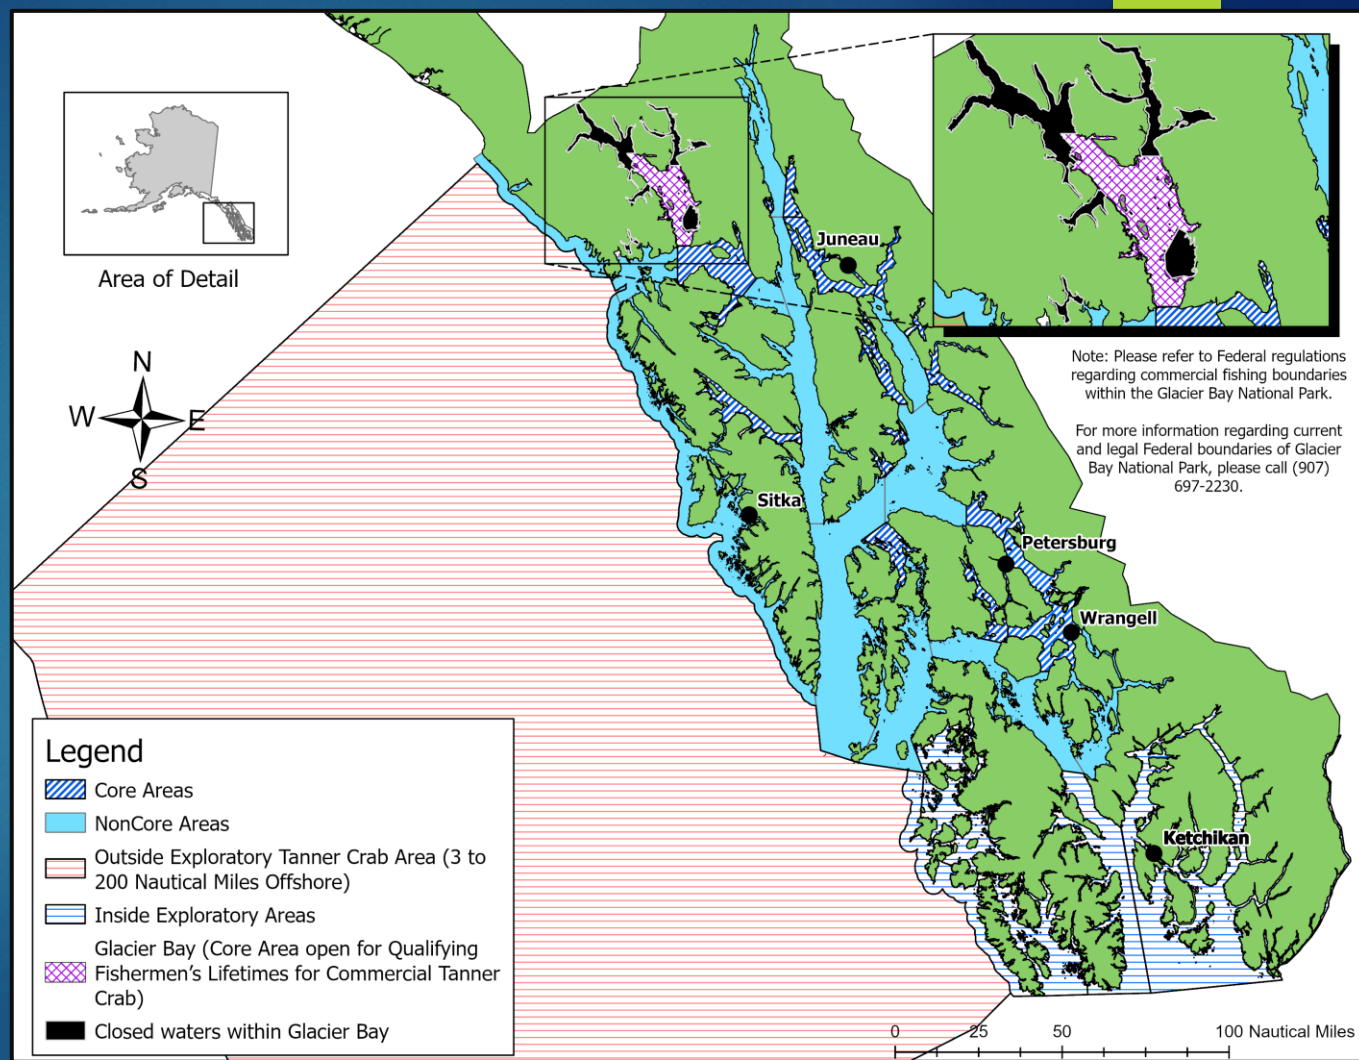 Area of Detail
N
W
E
S
Juneau
Sitka
Petersburg
Wrangell
Ketchikan
Note: Please refer to Federal regulations
regarding commercial fishing boundaries
within the Glacier Bay National Park.
For more information regarding current
and legal Federal boundaries of Glacier
Bay National Park, please call (907)
697-2230.
Legend
Core Areas
NonCore Areas
Outside Exploratory Tanner Crab Area (3 to
200 Nautical Miles Offshore)
Inside Exploratory Areas
Glacier Bay (Core Area open for Qualifying
Fishermen's Lifetimes for Commercial Tanner
Crab)
Closed waters within Glacier Bay
0 25 50 100 Nautical Miles